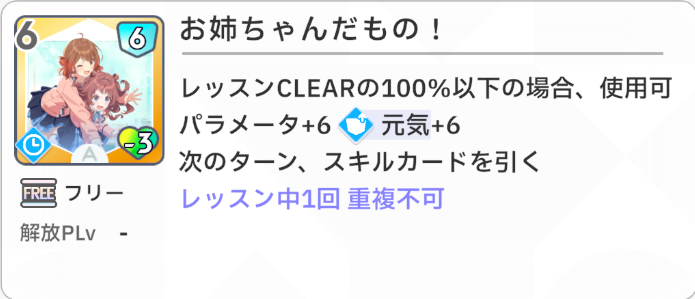 6
6
-3
A
お姉ちゃんだもの！
レッスンCLEARの100%以下の場合、使用可
パラメータ+6 元気+6
次のターン、スキルカードを引く
レッスン中1回 重複不可
FREE フリー
解放PLv -